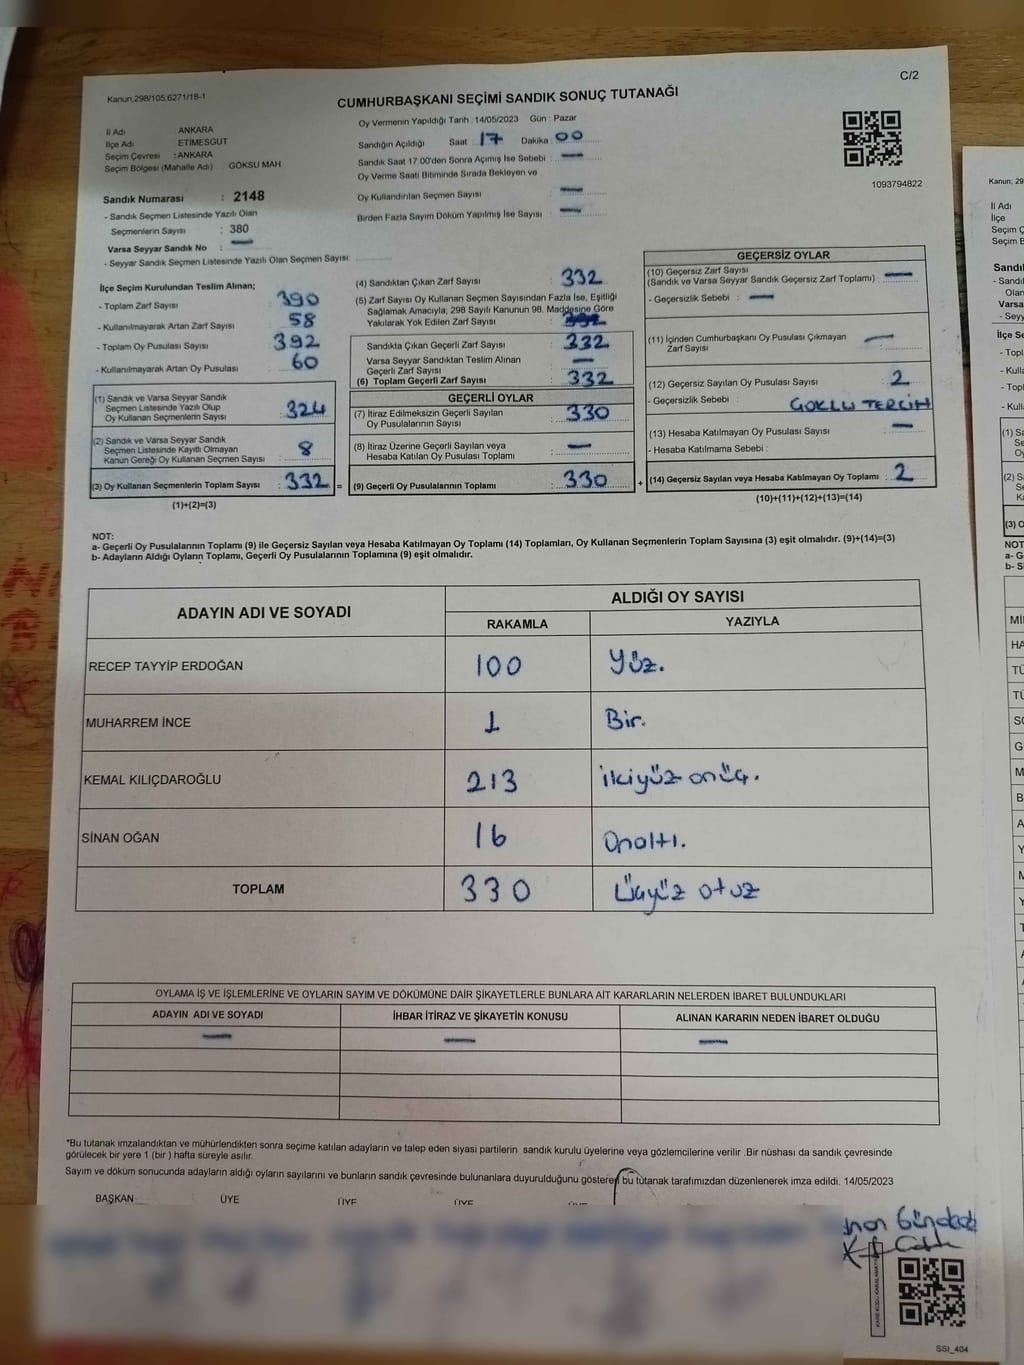 C/2
Kanun,298/105,6271/18-1
CUMHURBAŞKANI SEÇİMİ SANDIK SONUÇ TUTANAĞI
İl Adı ANKARA
İlçe Adı ETİMESGUT
Seçim Çevresi : ANKARA
Seçim Bölgesi (Mahalle Adı) GÖKSU MAH
Sandık Numarası : 2148
- Sandık Seçmen Listesinde Yazılı Olan
Seçmenlerin Sayısı : 380
Varsa Seyyar Sandık No : —
- Seyyar Sandık Seçmen Listesinde Yazılı Olan Seçmen Sayısı:
Oy Vermenin Yapıldığı Tarih : 14/05/2023 Gün : Pazar
Sandığın Açıldığı Saat : 17 Dakika : 00
Sandık Saat 17:00'den Sonra Açımış İse Sebebi : —
Oy Verme Saati Bitiminde Sırada Bekleyen ve
Oy Kullandırılan Seçmen Sayısı : —
Birden Fazla Sayım Döküm Yapılmış İse Sayısı : —
1093794822
İlçe Seçim Kurulundan Teslim Alınan;
- Toplam Zarf Sayısı : 390
- Kullanılmayarak Artan Zarf Sayısı : 58
- Toplam Oy Pusulası Sayısı : 392
- Kullanılmayarak Artan Oy Pusulası : 60
(1) Sandık ve Varsa Seyyar Sandık
Seçmen Listesinde Yazılı Olup
Oy Kullanan Seçmenlerin Sayısı : 324
(2) Sandık ve Varsa Seyyar Sandık
Seçmen Listesinde Kayıtlı Olmayan
Kanun Gereği Oy Kullanan Seçmen Sayısı : 8
(3) Oy Kullanan Seçmenlerin Toplam Sayısı : 332 =
(1)+(2)=(3)
(4) Sandıktan Çıkan Zarf Sayısı : 332
(5) Zarf Sayısı Oy Kullanan Seçmen Sayısından Fazla İse, Eşitliği
Sağlamak Amacıyla, 298 Sayılı Kanunun 98. Maddesine Göre
Yakılarak Yok Edilen Zarf Sayısı :
Sandıkta Çıkan Geçerli Zarf Sayısı : 332
Varsa Seyyar Sandıktan Teslim Alınan
Geçerli Zarf Sayısı : —
(6) Toplam Geçerli Zarf Sayısı : 332
GEÇERLİ OYLAR
(7) İtiraz Edilmeksizin Geçerli Sayılan
Oy Pusulalarının Sayısı : 330
(8) İtiraz Üzerine Geçerli Sayılan veya
Hesaba Katılan Oy Pusulası Toplamı : —
(9) Geçerli Oy Pusulalarının Toplamı : 330 +
GEÇERSİZ OYLAR
(10) Geçersiz Zarf Sayısı
(Sandık ve Varsa Seyyar Sandık Geçersiz Zarf Toplamı) : —
- Geçersizlik Sebebi : —
(11) İçinden Cumhurbaşkanı Oy Pusulası Çıkmayan
Zarf Sayısı : —
(12) Geçersiz Sayılan Oy Pusulası Sayısı : 2
- Geçersizlik Sebebi : ÇOKLU TERCİH
(13) Hesaba Katılmayan Oy Pusulası Sayısı : —
- Hesaba Katılmama Sebebi :
(14) Geçersiz Sayılan veya Hesaba Katılmayan Oy Toplamı : 2
(10)+(11)+(12)+(13)=(14)
NOT:
a- Geçerli Oy Pusulalarının Toplamı (9) ile Geçersiz Sayılan veya Hesaba Katılmayan Oy Toplamı (14) Toplamları, Oy Kullanan Seçmenlerin Toplam Sayısına (3) eşit olmalıdır. (9)+(14)=(3)
b- Adayların Aldığı Oyların Toplamı, Geçerli Oy Pusulalarının Toplamına (9) eşit olmalıdır.
ADAYIN ADI VE SOYADI ALDIĞI OY SAYISI
RAKAMLA YAZIYLA
RECEP TAYYİP ERDOĞAN 100 Yüz.
MUHARREM İNCE 1 Bir.
KEMAL KILIÇDAROĞLU 213 ikiyüz onüç.
SİNAN OĞAN 16 Onaltı.
TOPLAM 330 Üçyüz otuz
OYLAMA İŞ VE İŞLEMLERİNE VE OYLARIN SAYIM VE DÖKÜMÜNE DAİR ŞİKAYETLERLE BUNLARA AİT KARARLARIN NELERDEN İBARET BULUNDUKLARI
ADAYIN ADI VE SOYADI İHBAR İTİRAZ VE ŞİKAYETİN KONUSU ALINAN KARARIN NEDEN İBARET OLDUĞU
— — —
*Bu tutanak imzalandıktan ve mühürlendikten sonra seçime katılan adayların ve talep eden siyasi partilerin sandık kurulu üyelerine veya gözlemcilerine verilir .Bir nüshası da sandık çevresinde
görülecek bir yere 1 (bir ) hafta süreyle asılır.
Sayım ve döküm sonucunda adayların aldığı oyların sayılarını ve bunların sandık çevresinde bulunanlara duyurulduğunu gösteren bu tutanak tarafımızdan düzenlenerek imza edildi. 14/05/2023
BAŞKAN ÜYE ÜYE ÜYE
SSI_404
Kanun, 29
İl Adı
İlçe
Seçim Ç
Seçim B
Sandı
- Sandı
Olan
Varsa
- Seyy
İlçe Se
- Topl
- Kulla
- Topl
- Kull